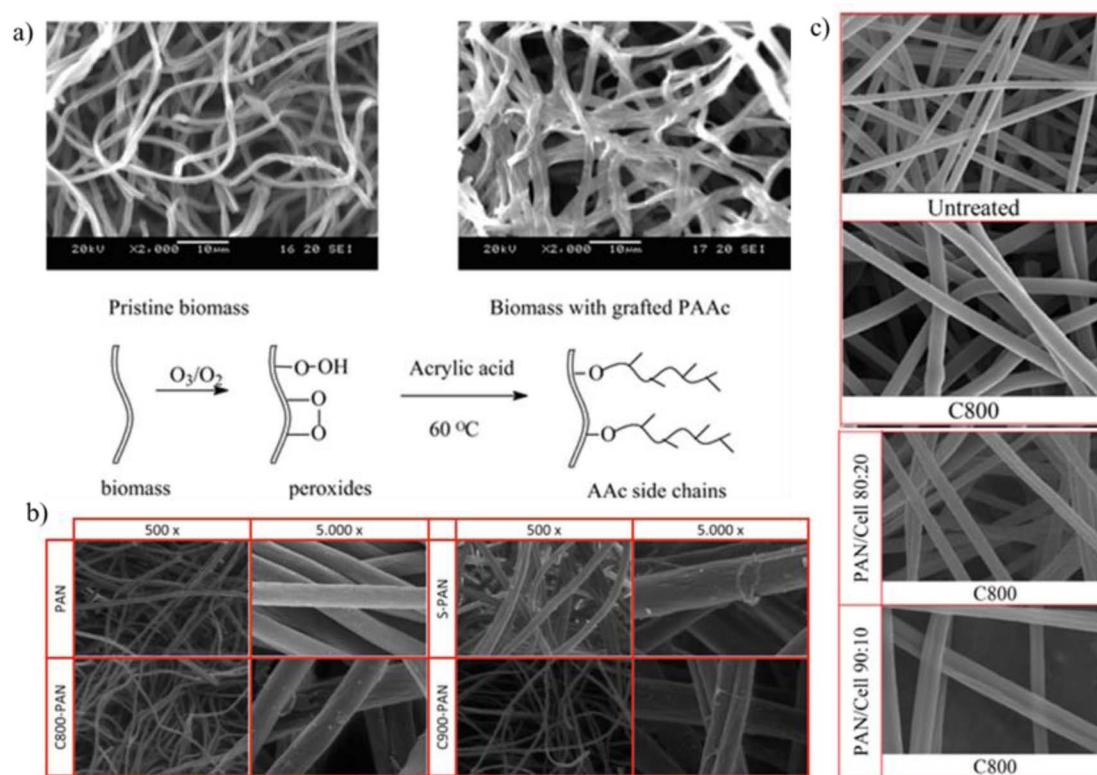 a)
20kV X2,000 10µm 16 20 SEI
20kV X2,000 10µm 17 20 SEI
Pristine biomass
Biomass with grafted PAAc
O3/O2
O-OH
O
O
Acrylic acid
60 °C
O
O
biomass
peroxides
AAc side chains
b)
500 x 5.000 x 500 x 5.000 x
PAN
S-PAN
C800-PAN
C900-PAN
c)
Untreated
C800
PAN/Cell 80:20
C800
PAN/Cell 90:10
C800